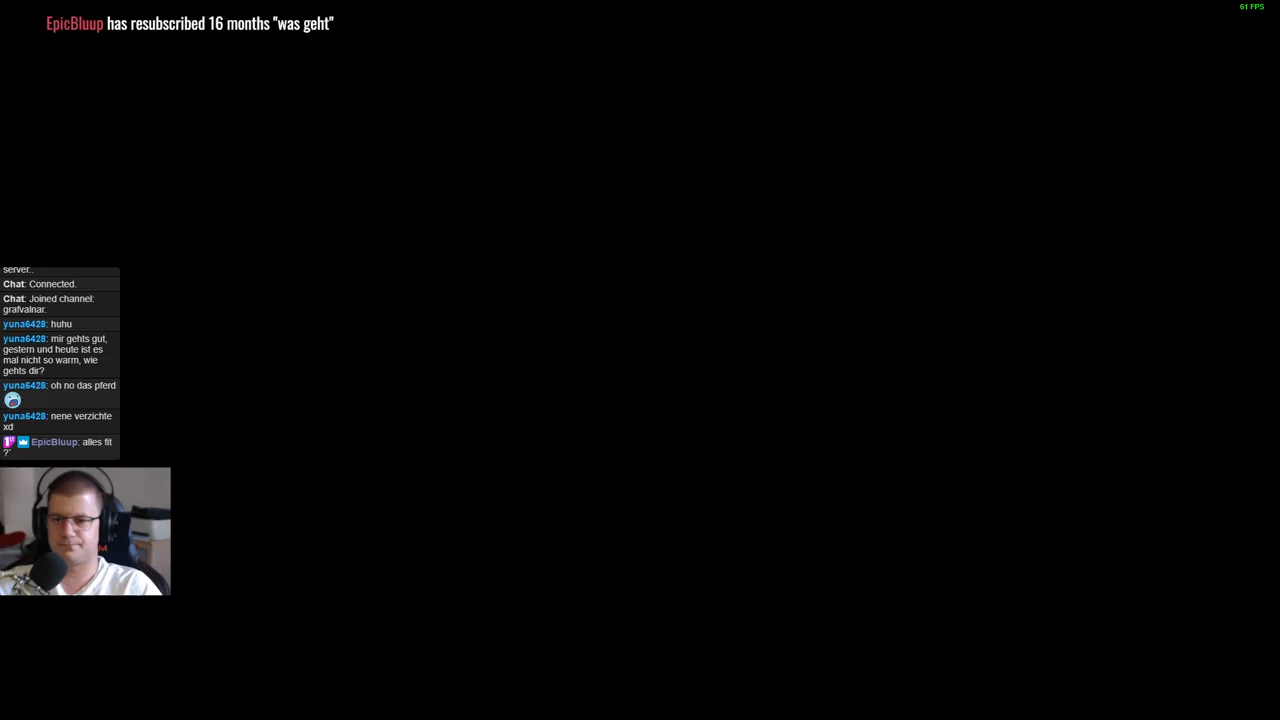 EpicBluup has resubscribed 16 months "was geht"
61 FPS
server..
Chat: Connected.
Chat: Joined channel:
grafvalnar.
yuna6428: huhu
yuna6428: mir gehts gut,
gestern und heute ist es
mal nicht so warm, wie
gehts dir?
yuna6428: oh no das pferd
yuna6428: nene verzichte
xd
EpicBluup: alles fit
?`